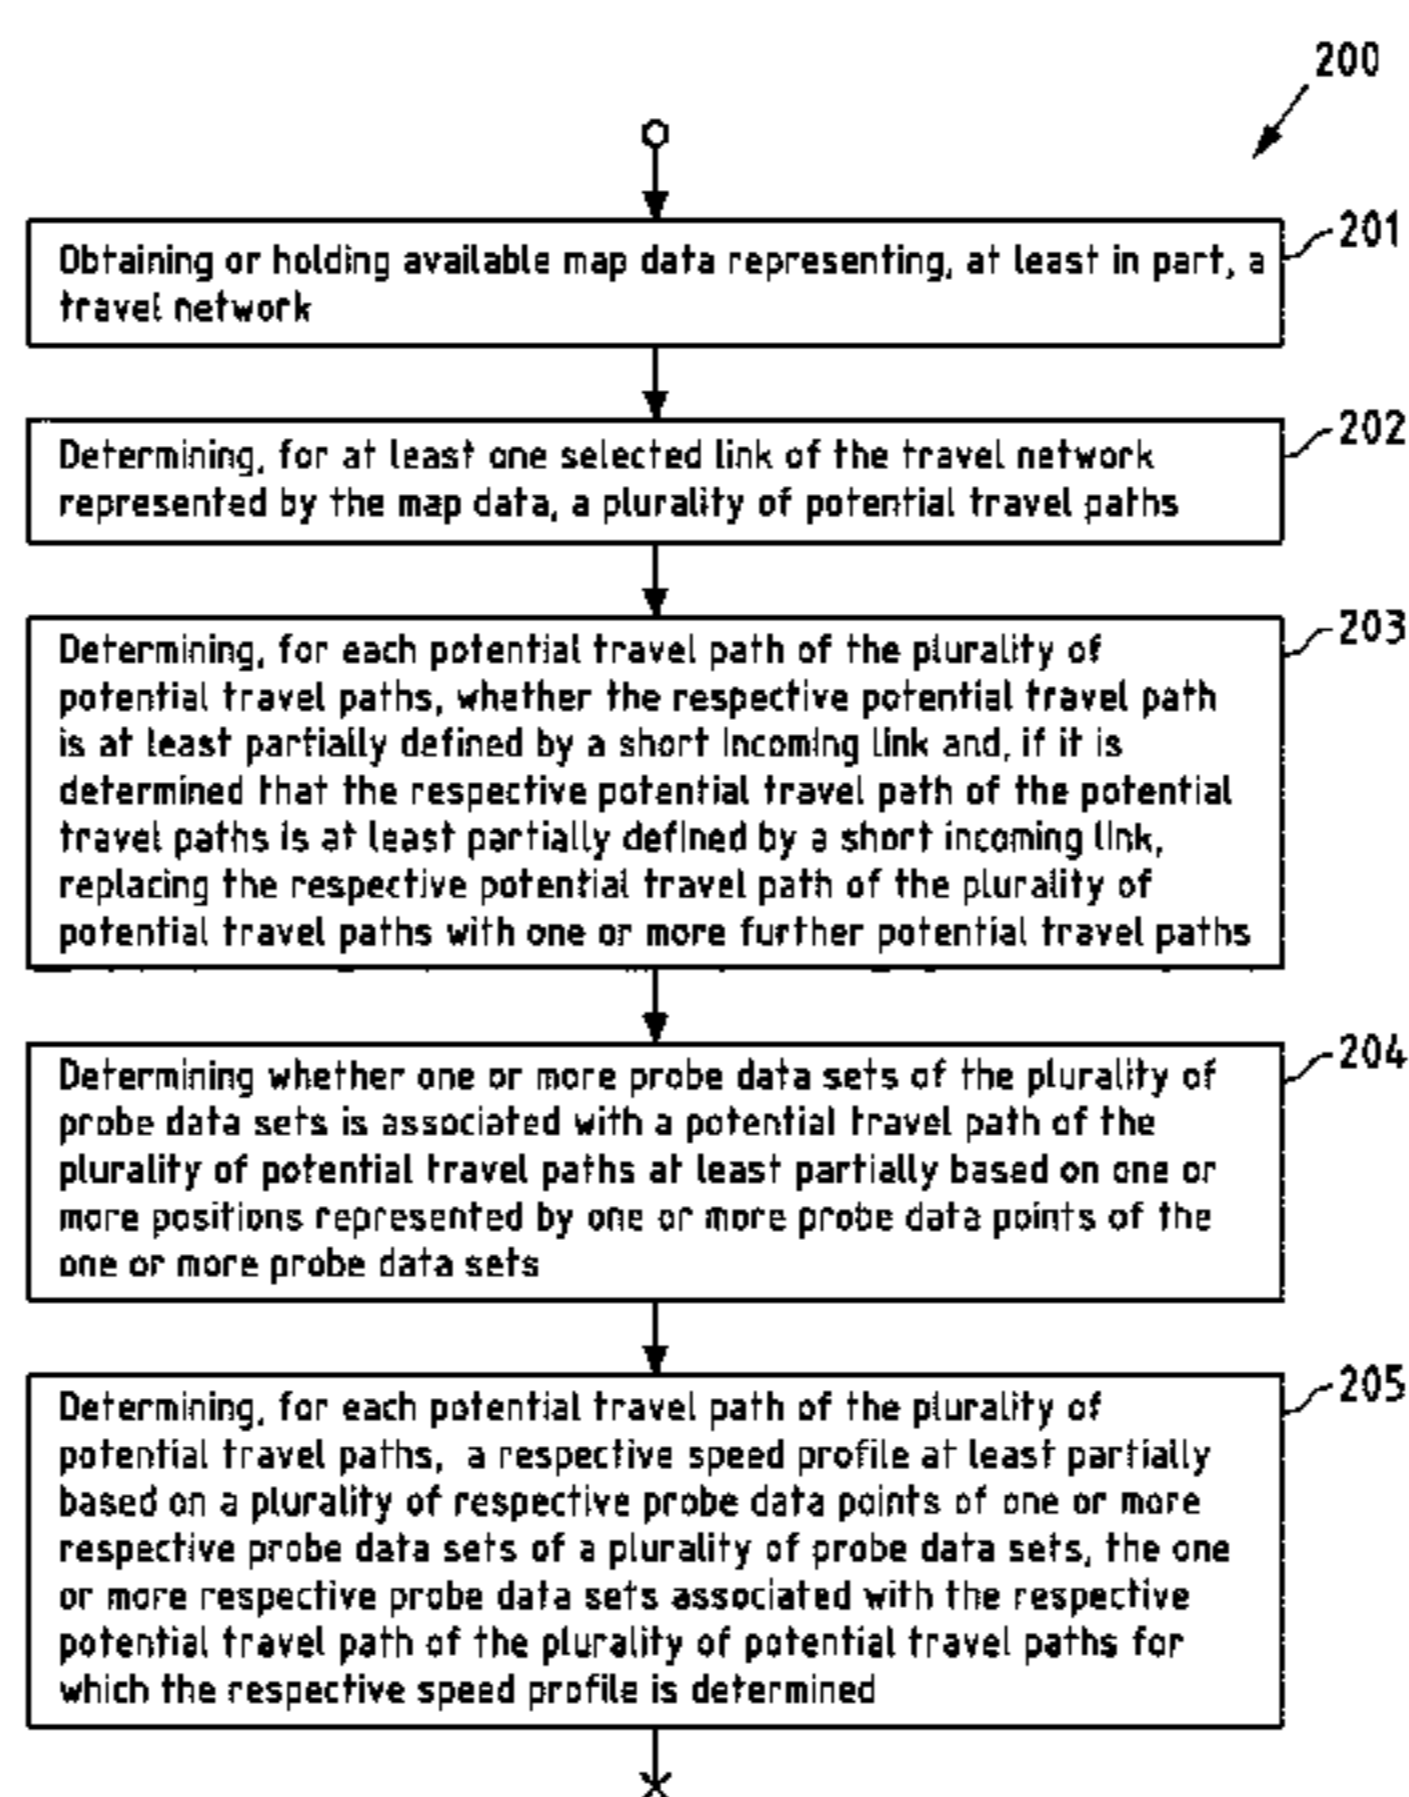 200
201
Obtaining or holding available map data representing, at least in part, a
travel network
202
Determining, for at least one selected link of the travel network
represented by the map data, a plurality of potential travel paths
203
Determining, for each potential travel path of the plurality of
potential travel paths, whether the respective potential travel path
is at least partially defined by a short incoming link and, if it is
determined that the respective potential travel path of the potential
travel paths is at least partially defined by a short incoming link,
replacing the respective potential travel path of the plurality of
potential travel paths with one or more further potential travel paths
204
Determining whether one or more probe data sets of the plurality of
probe data sets is associated with a potential travel path of the
plurality of potential travel paths at least partially based on one or
more positions represented by one or more probe data points of the
one or more probe data sets
205
Determining, for each potential travel path of the plurality of
potential travel paths, a respective speed profile at least partially
based on a plurality of respective probe data points of one or more
respective probe data sets of a plurality of probe data sets, the one
or more respective probe data sets associated with the respective
potential travel path of the plurality of potential travel paths for
which the respective speed profile is determined